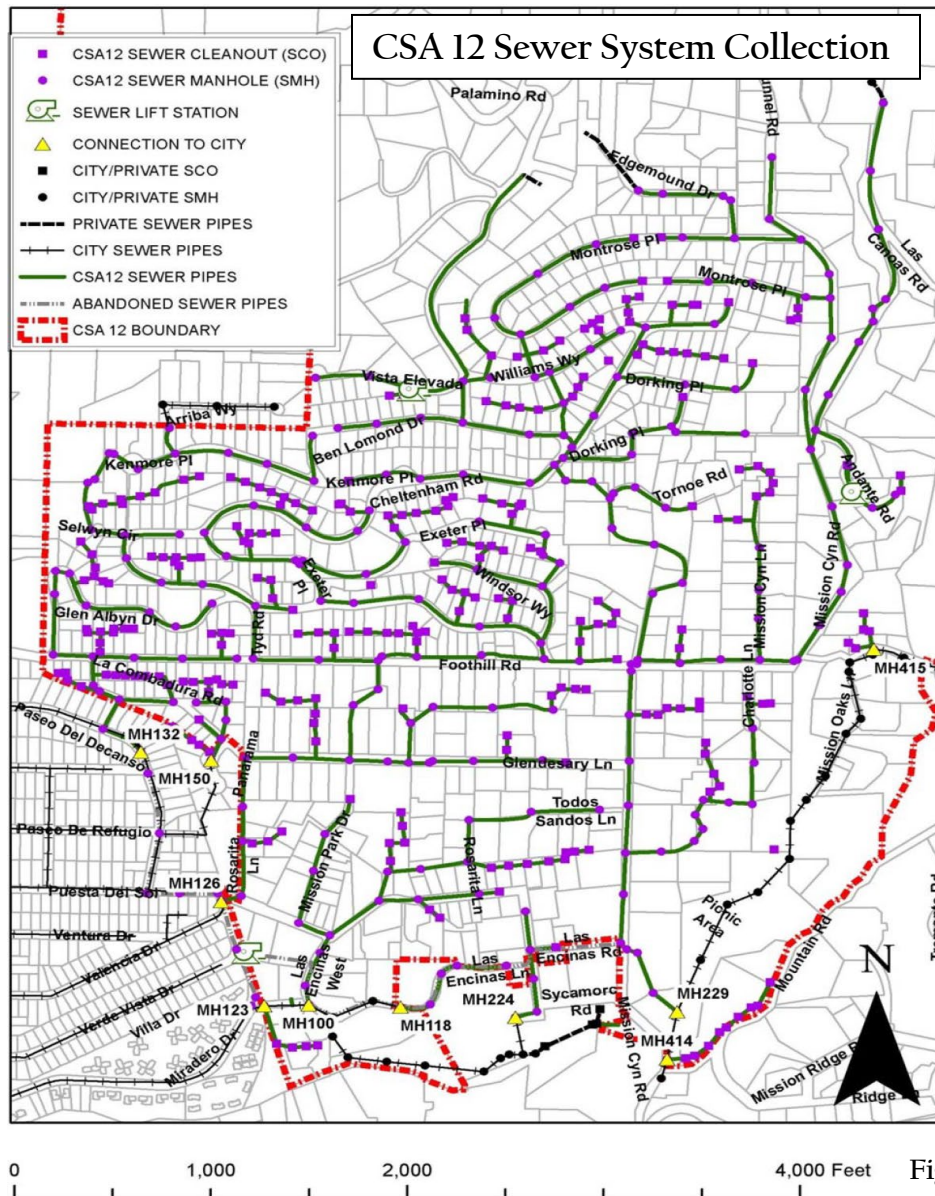 CSA 12 Sewer System Collection
CSA12 SEWER CLEANOUT (SCO)
CSA12 SEWER MANHOLE (SMH)
SEWER LIFT STATION
CONNECTION TO CITY
CITY/PRIVATE SCO
CITY/PRIVATE SMH
PRIVATE SEWER PIPES
CITY SEWER PIPES
CSA12 SEWER PIPES
ABANDONED SEWER PIPES
CSA 12 BOUNDARY
Palamino Rd
Edgemound Dr
Rd
Las
Canoas Rd
Montrose Pl
Montrose Pl
Williams Wy
Vista Elevada
Dorking Pl
Arriba Wy
Ben Lomond Dr
Dorking Pl
Kenmore Pl
Kenmore Pl
Cheltenham Rd
Tornoe Rd
Andante Rd
Selwyn Cir
Exeter Pl
Exeter
Pl
Windsor Wy
Mission Cyn Ln
Mission Cyn Rd
Glen Albyn Dr
Tyd Rd
Foothill Rd
La Combadura Rd
Charlotte Ln
MH415
Mission Oaks
Paseo Del Decanso
MH132
MH150
Panarama
Glendesary Ln
Todos
Sandos Ln
Paseo De Refugio
Mission Park Dr
Rosarita Ln
MH126
Rosarita
Ln
Puesta Del Sol
Picnic
Area
Ventura Dr
Valencia Dr
Las
Encinas
West
Las
Encinas Rd
Las
Encinas Ln
Mountain Rd
N
Verde Vista Dr
Villa Dr
MH123
MH100
MH118
MH224
Sycamore
Rd
MH229
Miradero Dr
MH414
Mission Cyn Rd
Mission Ridge
Ridge
0
1,000
2,000
4,000 Feet